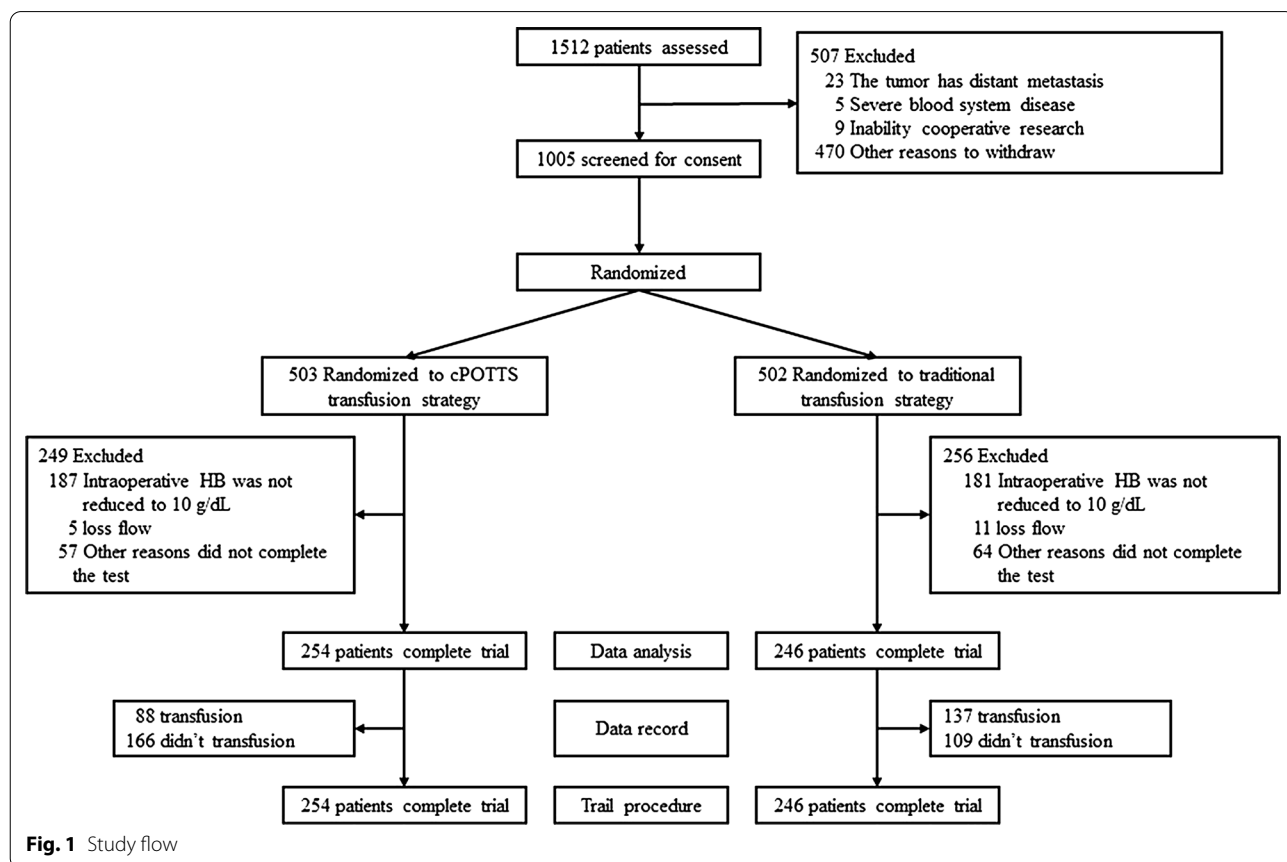 1512 patients assessed
507 Excluded
23 The tumor has distant metastasis
5 Severe blood system disease
9 Inability cooperative research
470 Other reasons to withdraw
1005 screened for consent
Randomized
503 Randomized to cPOTTS
transfusion strategy
502 Randomized to traditional
transfusion strategy
249 Excluded
187 Intraoperative HB was not
reduced to 10 g/dL
5 loss flow
57 Other reasons did not complete
the test
256 Excluded
181 Intraoperative HB was not
reduced to 10 g/dL
11 loss flow
64 Other reasons did not complete
the test
254 patients complete trial
Data analysis
246 patients complete trial
88 transfusion
166 didn't transfusion
Data record
137 transfusion
109 didn't transfusion
254 patients complete trial
Trail procedure
246 patients complete trial
Fig. 1 Study flow